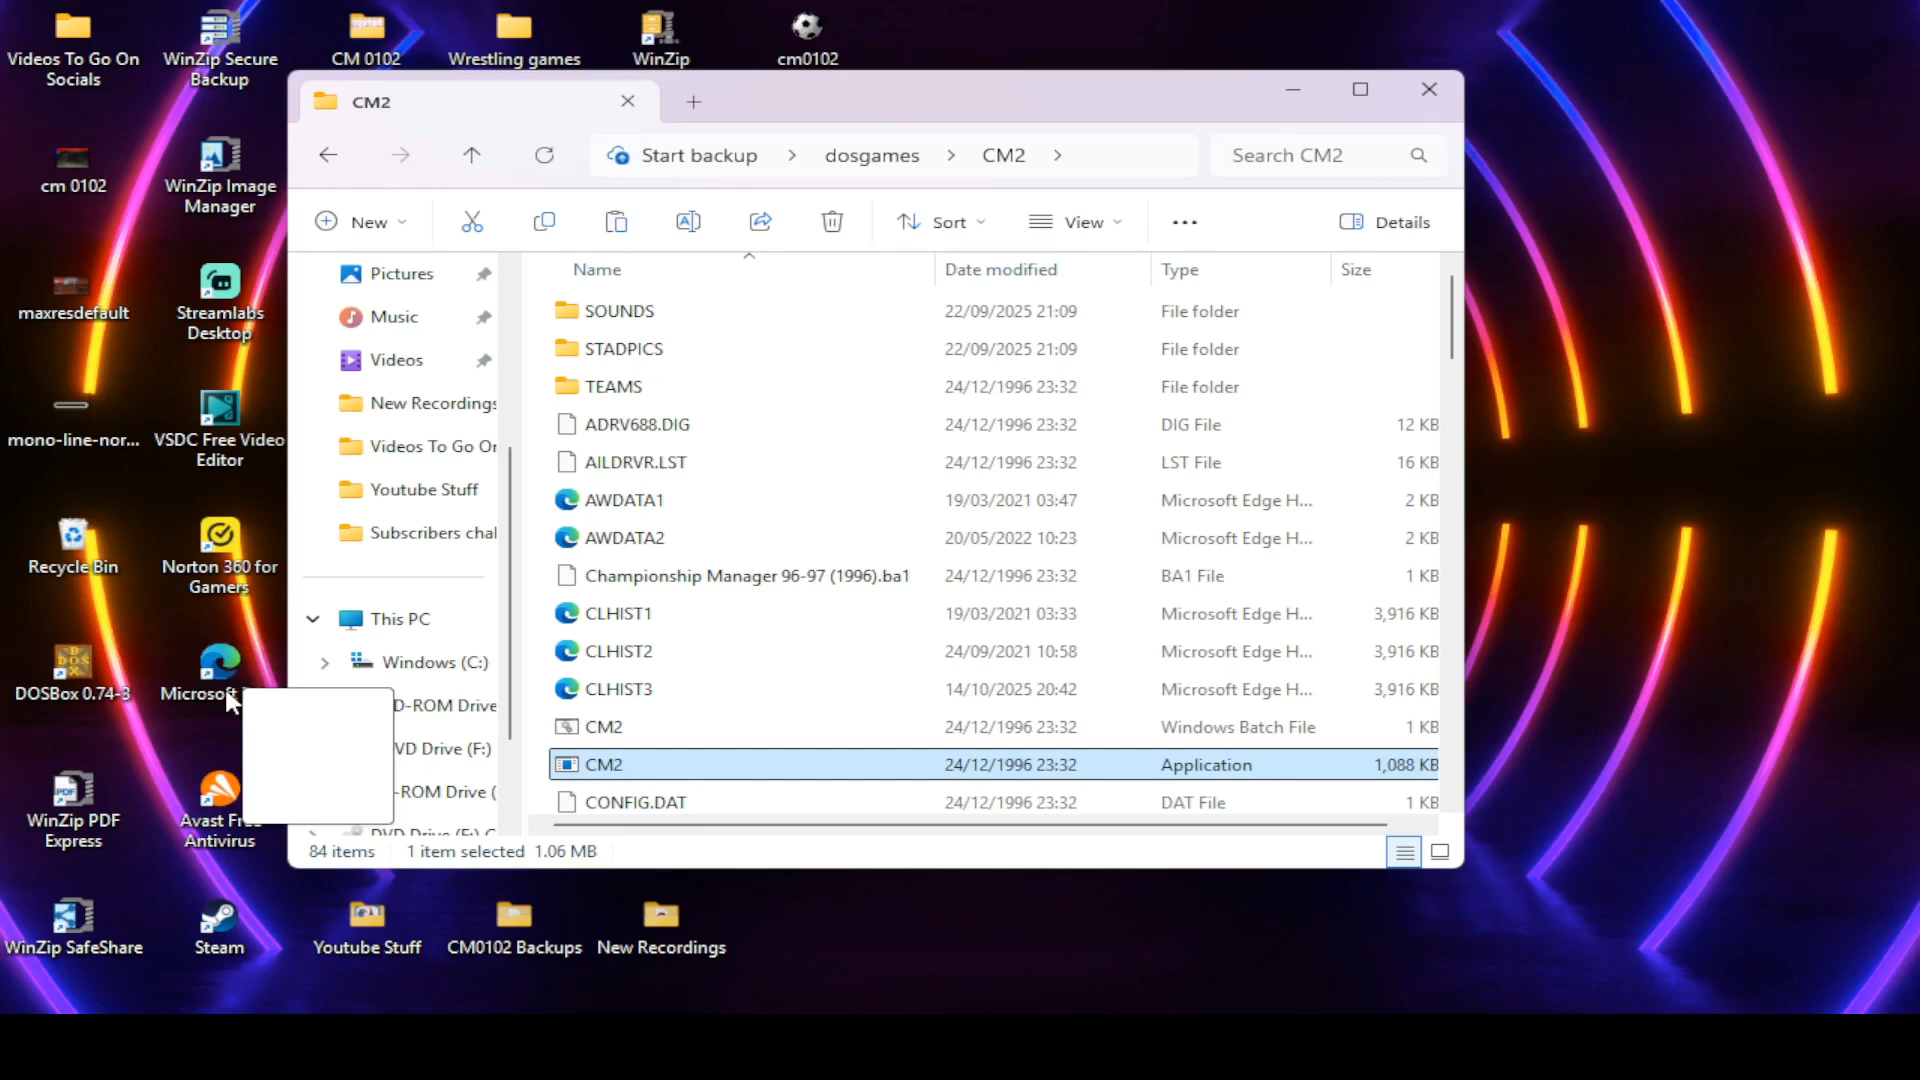 Videos To Go On
Socials
WinZip Secure
Backup
CM 0102
Wrestling games
WinZip
cm0102
cm 0102
WinZip Image
Manager
maxresdefault
Streamlabs
Desktop
mono-line-nor...
VSDC Free Video
Editor
Recycle Bin
Norton 360 for
Gamers
DOSBox 0.74-3
Microsoft
WinZip PDF
Express
Avast
Antivirus
WinZip SafeShare
Steam
Youtube Stuff
CM0102 Backups
New Recordings
CM2
Start backup > dosgames > CM2 >
Search CM2
New
Sort
View
Details
Pictures
Music
Videos
New Recordings
Videos To Go On
Youtube Stuff
Subscribers chal
This PC
Windows (C:)
D-ROM Drive
VD Drive (F:)
-ROM Drive (
Name Date modified Type Size
SOUNDS 22/09/2025 21:09 File folder
STADPICS 22/09/2025 21:09 File folder
TEAMS 24/12/1996 23:32 File folder
ADRV688.DIG 24/12/1996 23:32 DIG File 12 KB
AILDRVR.LST 24/12/1996 23:32 LST File 16 KB
AWDATA1 19/03/2021 03:47 Microsoft Edge H... 2 KB
AWDATA2 20/05/2022 10:23 Microsoft Edge H... 2 KB
Championship Manager 96-97 (1996).ba1 24/12/1996 23:32 BA1 File 1 KB
CLHIST1 19/03/2021 03:33 Microsoft Edge H... 3,916 KB
CLHIST2 24/09/2021 10:58 Microsoft Edge H... 3,916 KB
CLHIST3 14/10/2025 20:42 Microsoft Edge H... 3,916 KB
CM2 24/12/1996 23:32 Windows Batch File 1 KB
CM2 24/12/1996 23:32 Application 1,088 KB
CONFIG.DAT 24/12/1996 23:32 DAT File 1 KB
84 items 1 item selected 1.06 MB